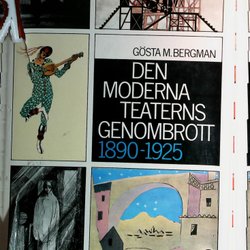 GÖSTA M. BERGMAN
DEN
MODERNA
TEATERNS
GENOMBROTT
1890-1925